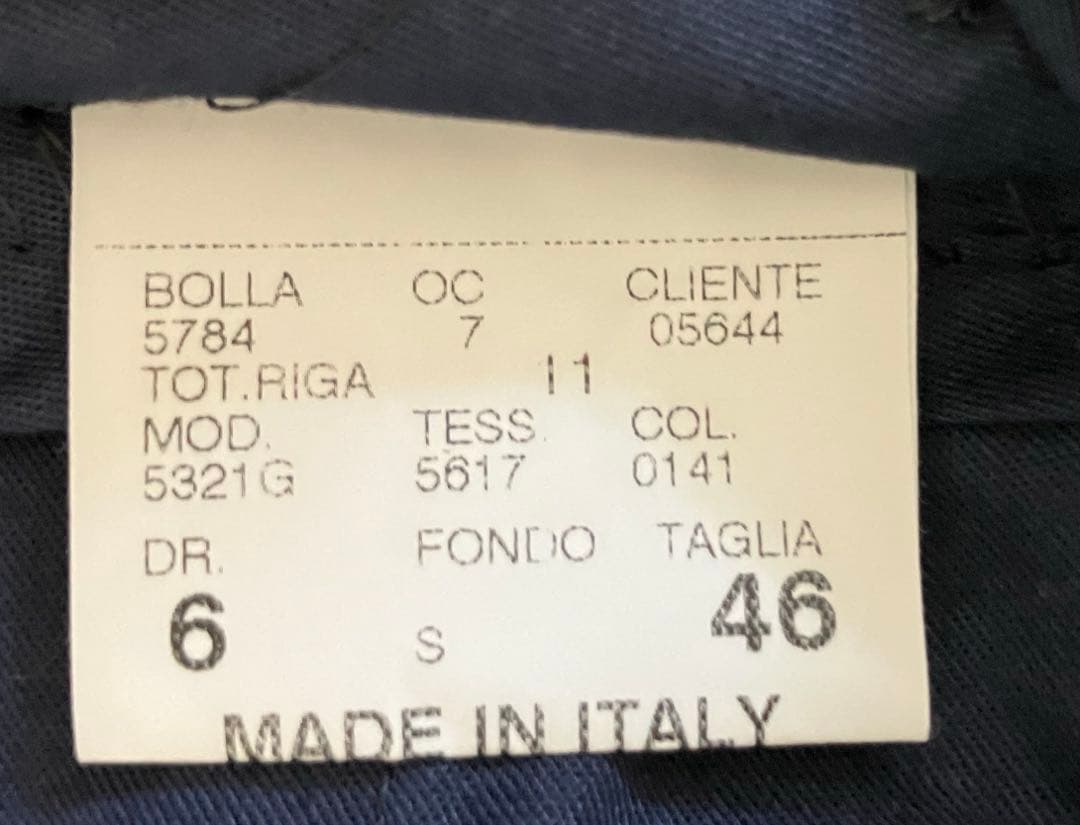 BOLLA OC CLIENTE
5784 7 05644
TOT.RIGA 11
MOD. TESS. COL.
5321G 5617 0141
DR. FONDO TAGLIA
6 S 46
MADE IN ITALY